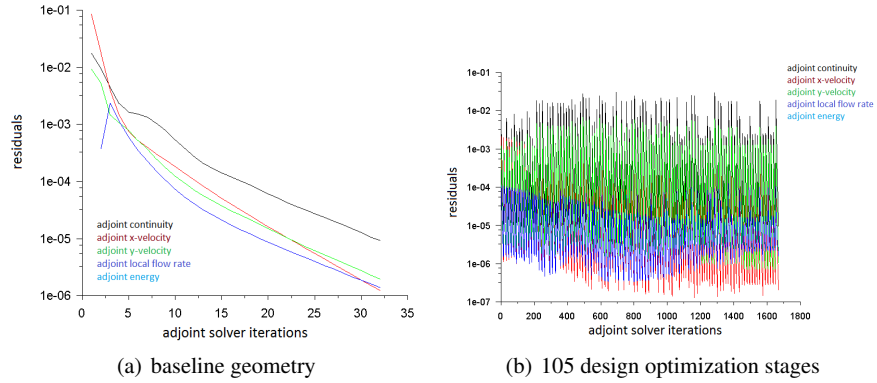 1e-01
1e-02
1e-03
1e-04
1e-05
1e-06
residuals
adjoint continuity
adjoint x-velocity
adjoint y-velocity
adjoint local flow rate
adjoint energy
0 5 10 15 20 25 30 35
adjoint solver iterations
(a) baseline geometry
adjoint continuity
adjoint x-velocity
adjoint y-velocity
adjoint local flow rate
adjoint energy
1e-01
1e-02
1e-03
1e-04
1e-05
1e-06
1e-07
residuals
0 200 400 600 800 1000 1200 1400 1600 1800
adjoint solver iterations
(b) 105 design optimization stages